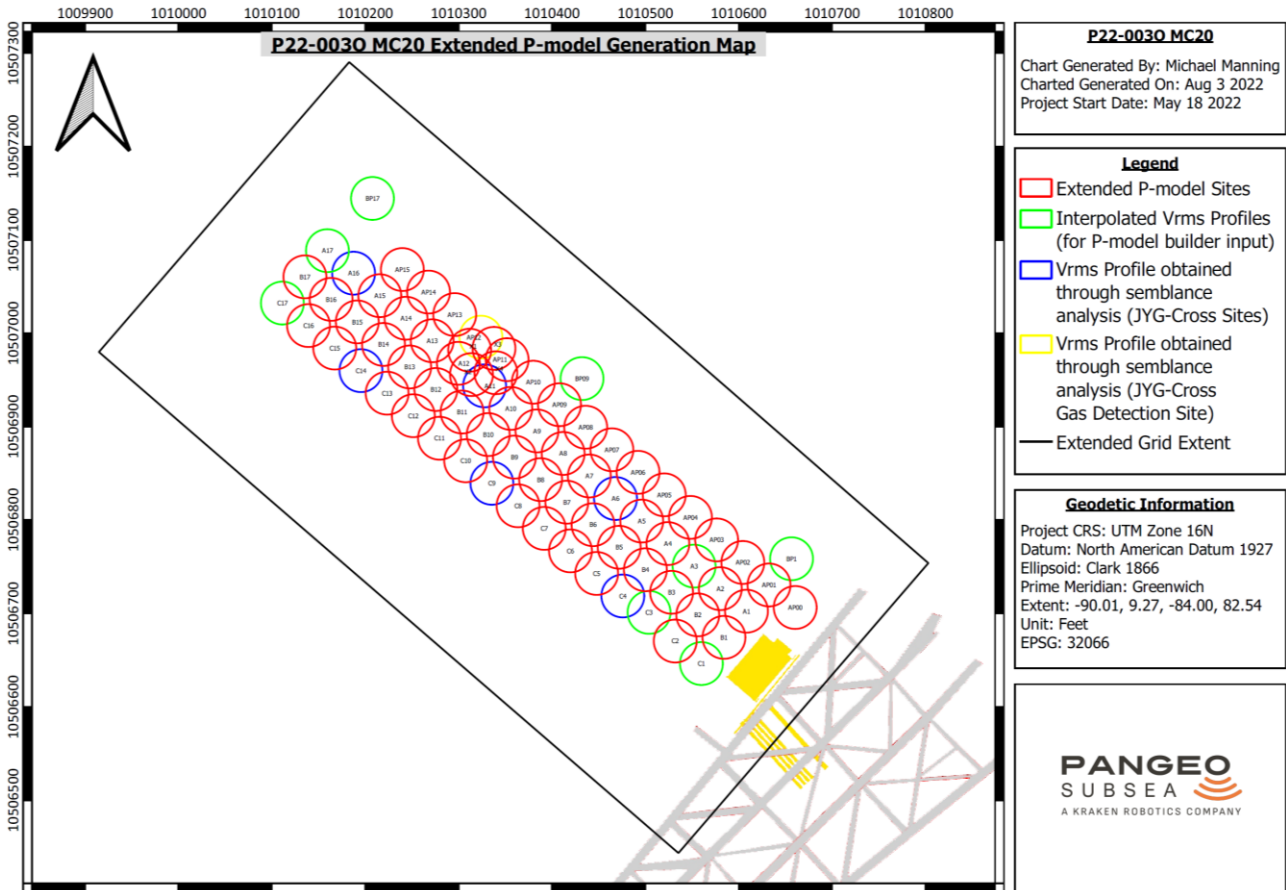 1009900 1010000 1010100 1010200 1010300 1010400 1010500 1010600 1010700 1010800
10507300
10507200
10507100
10507000
10506900
10506800
10506700
10506600
10506500
P22-003O MC20 Extended P-model Generation Map
BP17
A17
A16
AP15
B17
C17
B16
A15
AP14
C16
B15
A14
AP13
C15
B14
A13
AP12
C14
B13
A12
AP11
C13
B12
A11
AP10
BP09
C12
B11
A10
AP09
C11
B10
A9
AP08
C10
B9
A8
AP07
C9
B8
A7
AP06
C8
B7
A6
AP05
C7
B6
A5
AP04
C6
B5
A4
AP03
C5
B4
A3
AP02
BP1
C4
B3
A2
AP01
C3
B2
A1
AP00
C2
B1
C1
P22-003O MC20
Chart Generated By: Michael Manning
Charted Generated On: Aug 3 2022
Project Start Date: May 18 2022
Legend
Extended P-model Sites
Interpolated Vrms Profiles
(for P-model builder input)
Vrms Profile obtained
through semblance
analysis (JYG-Cross Sites)
Vrms Profile obtained
through semblance
analysis (JYG-Cross
Gas Detection Site)
Extended Grid Extent
Geodetic Information
Project CRS: UTM Zone 16N
Datum: North American Datum 1927
Ellipsoid: Clark 1866
Prime Meridian: Greenwich
Extent: -90.01, 9.27, -84.00, 82.54
Unit: Feet
EPSG: 32066
PANGEO
SUBSEA
A KRAKEN ROBOTICS COMPANY